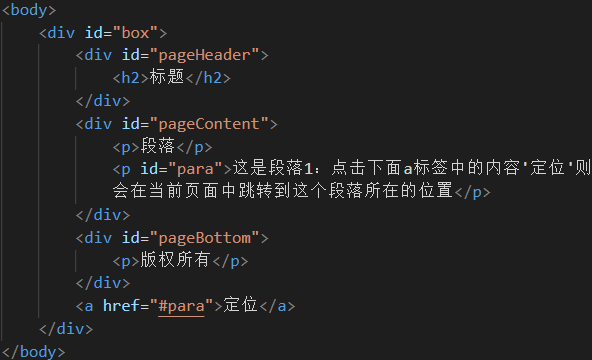 <body>
<div id="box">
<div id="pageHeader">
<h2>标题</h2>
</div>
<div id="pageContent">
<p>段落</p>
<p id="para">这是段落1：点击下面a标签中的内容'定位'则
会在当前页面中跳转到这个段落所在的位置</p>
</div>
<div id="pageBottom">
<p>版权所有</p>
</div>
<a href="#para">定位</a>
</div>
</body>